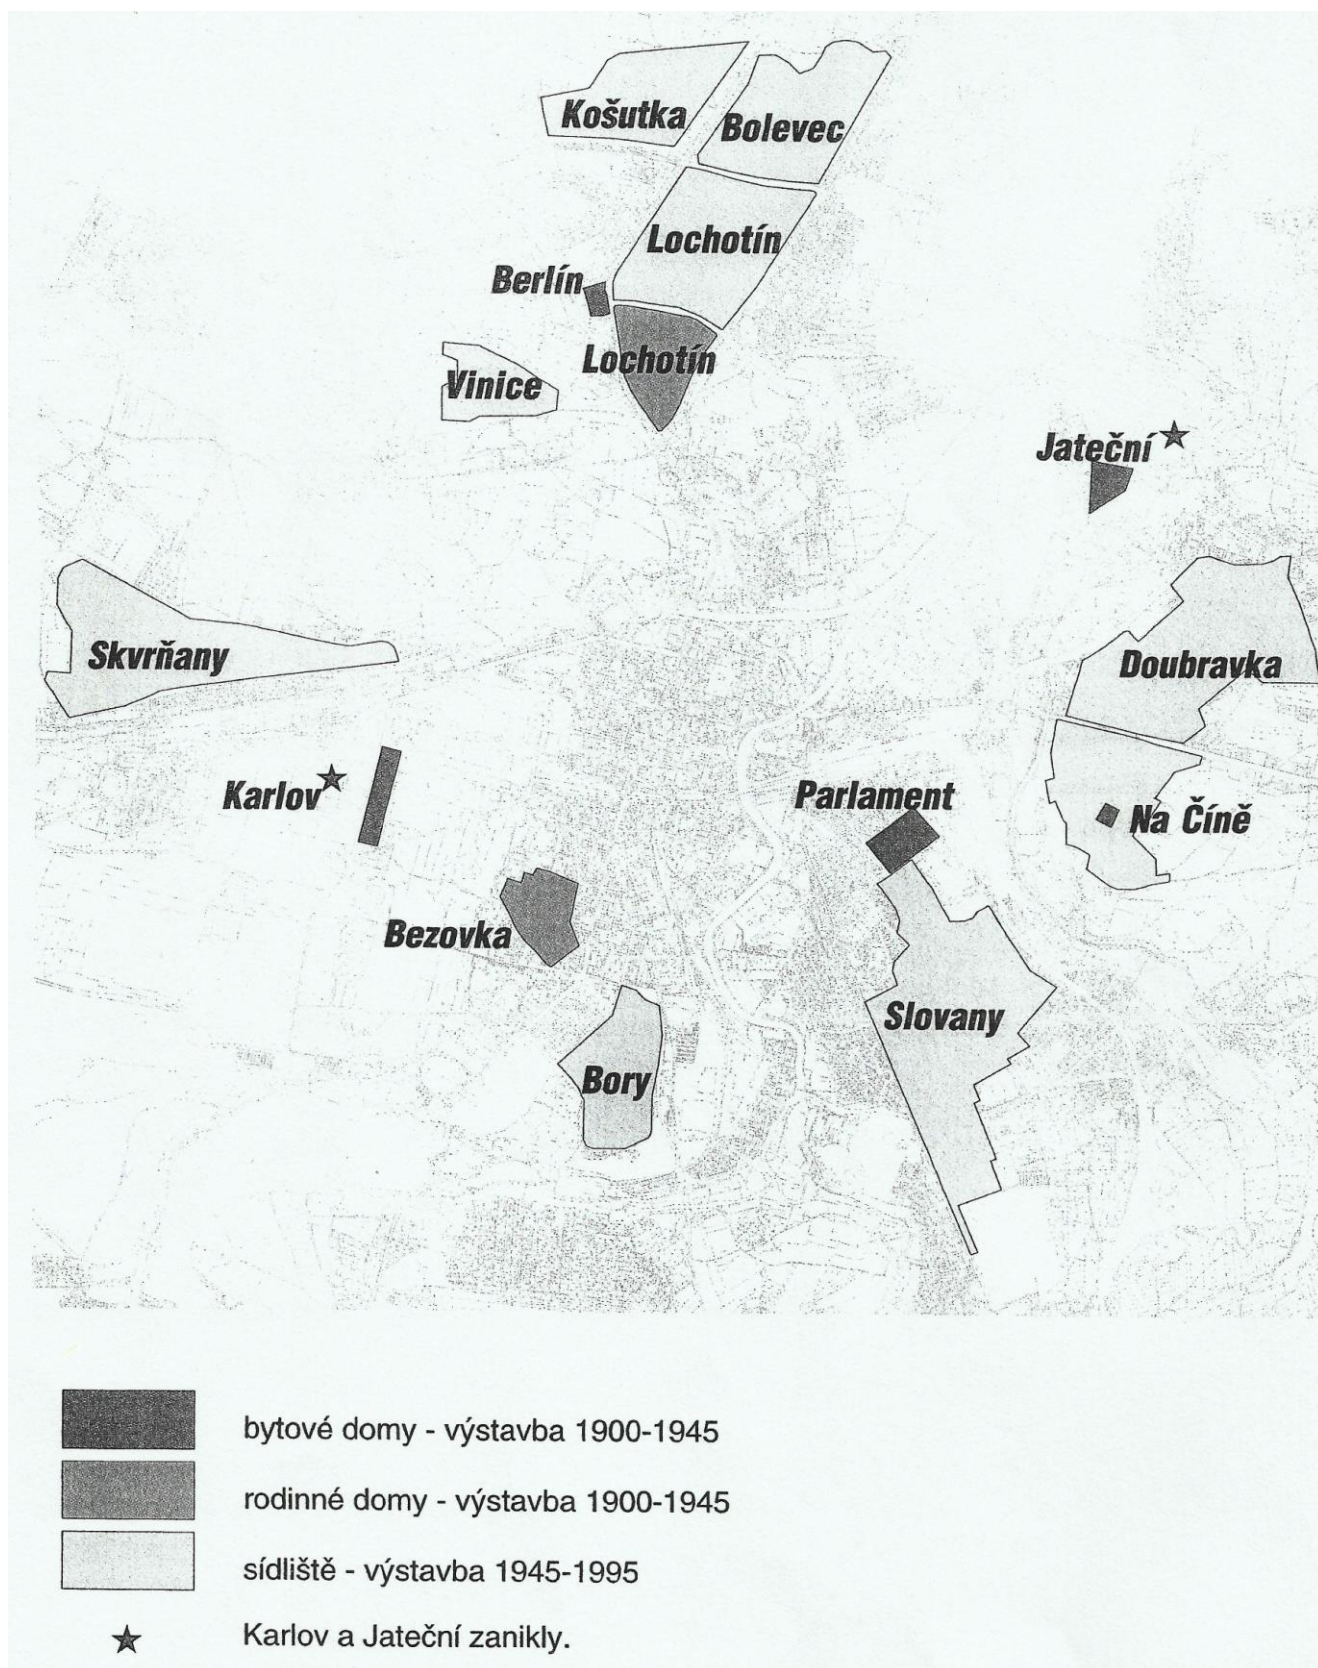 Košutka
Bolevec
Lochotín
Berlín
Lochotín
Vinice
Jateční
Skvrňany
Doubravka
Karlov
Parlament
Na Číně
Bezovka
Slovany
Bory
bytové domy - výstavba 1900-1945
rodinné domy - výstavba 1900-1945
sídliště - výstavba 1945-1995
Karlov a Jateční zanikly.